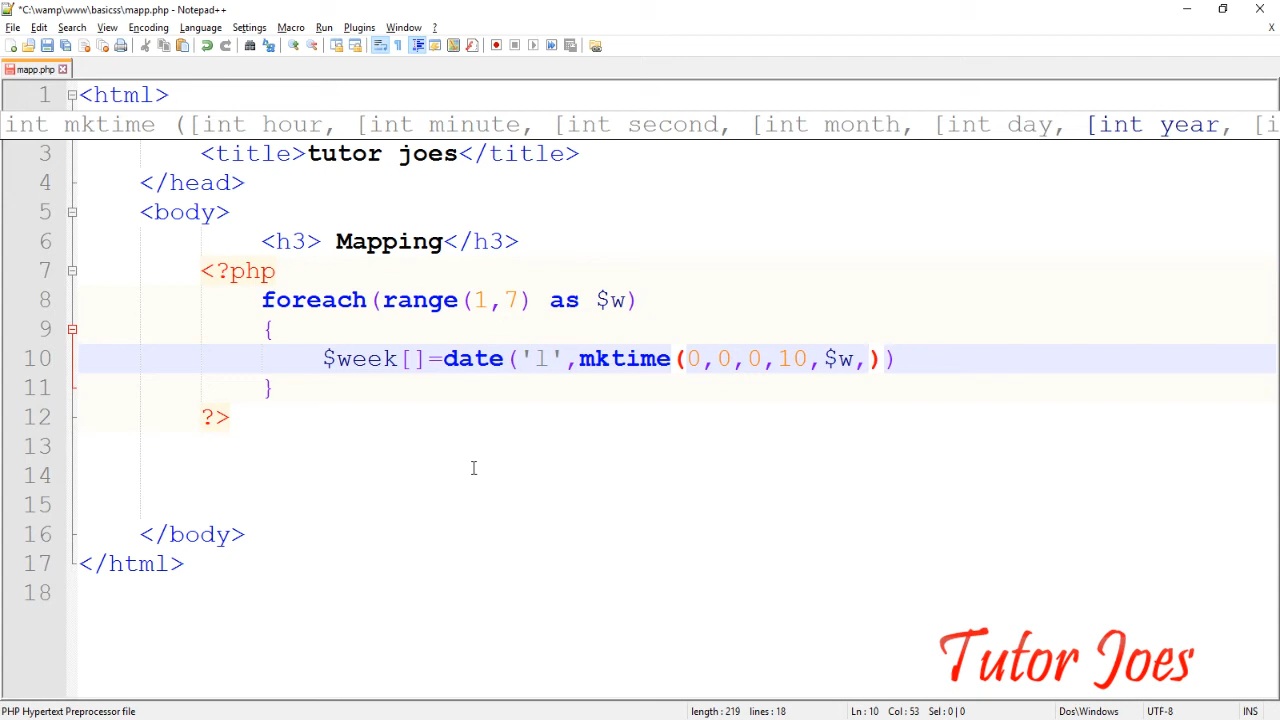 *C:\wamp\www\basicss\mapp.php - Notepad++
File Edit Search View Encoding Language Settings Macro Run Plugins Window ?
X
mapp.php
1 <html>
int mktime ([int hour, [int minute, [int second, [int month, [int day, [int year, [i
3 <title>tutor joes</title>
4 </head>
5 <body>
6 <h3> Mapping</h3>
7 <?php
8 foreach(range(1,7) as $w)
9 {
10 $week[]=date('l',mktime(0,0,0,10,$w,))
11 }
12 ?>
13
14
15
16 </body>
17 </html>
18
Tutor Joes
PHP Hypertext Preprocessor file length : 219 lines : 18 Ln : 10 Col : 53 Sel : 0 | 0 Dos\Windows UTF-8 INS